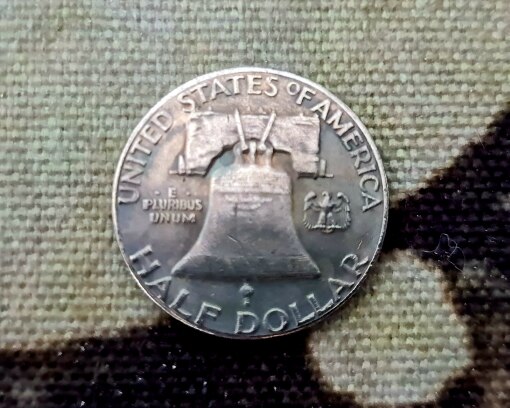 UNITED STATES OF AMERICA
E
PLURIBUS
UNUM
HALF DOLLAR